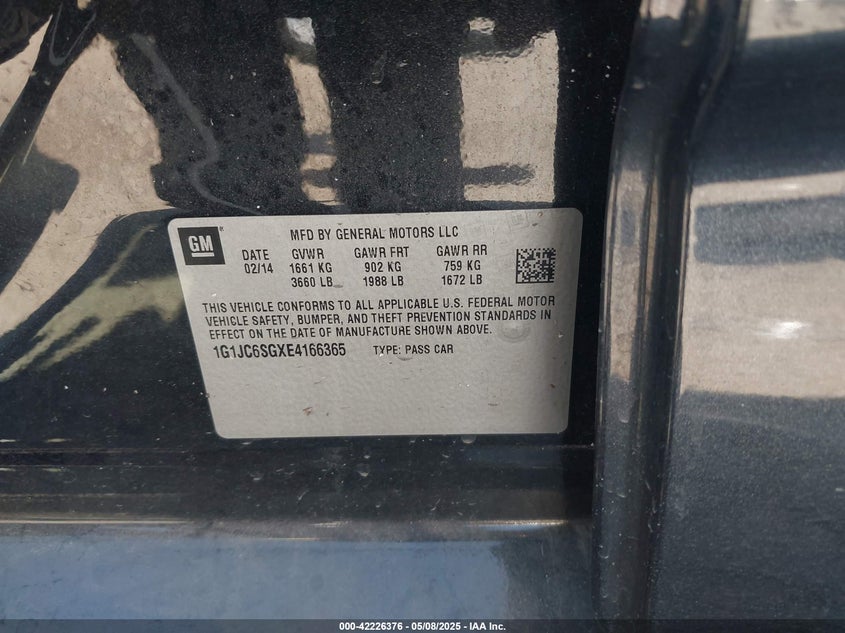 GM
MFD BY GENERAL MOTORS LLC
DATE GVWR GAWR FRT GAWR RR
02/14 1661 KG 902 KG 759 KG
3660 LB 1988 LB 1672 LB
THIS VEHICLE CONFORMS TO ALL APPLICABLE U.S. FEDERAL MOTOR
VEHICLE SAFETY, BUMPER, AND THEFT PREVENTION STANDARDS IN
EFFECT ON THE DATE OF MANUFACTURE SHOWN ABOVE.
1G1JC6SGXE4166365 TYPE: PASS CAR
000-42226376 — 05/08/2025 — IAA Inc.